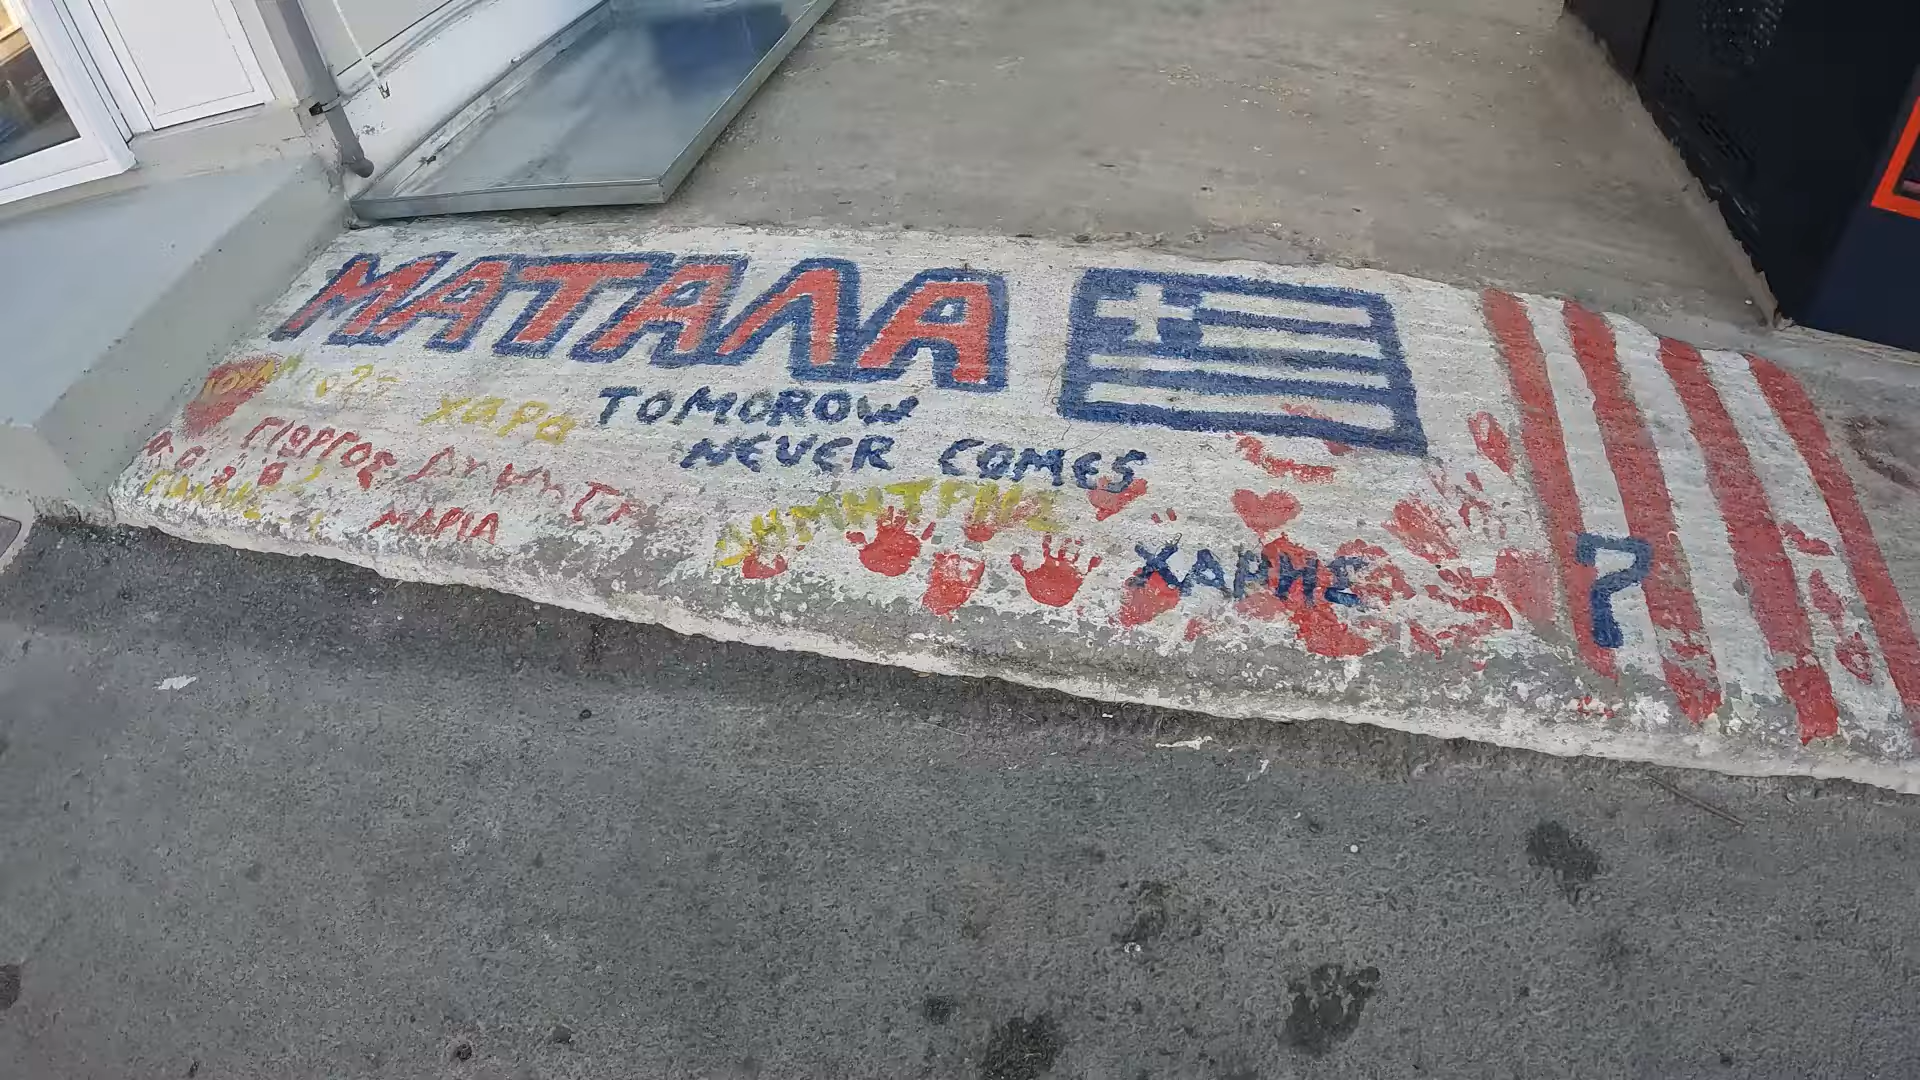 ΜΑΤΑΛΑ
TOMOROW
NEVER COMES
χαρα
ΓΙΩΡΓΟΣ
ΜΑΡΙΑ
ΔΗΜΗΤΡΗΣ
ΧΑΡΗΣ
?